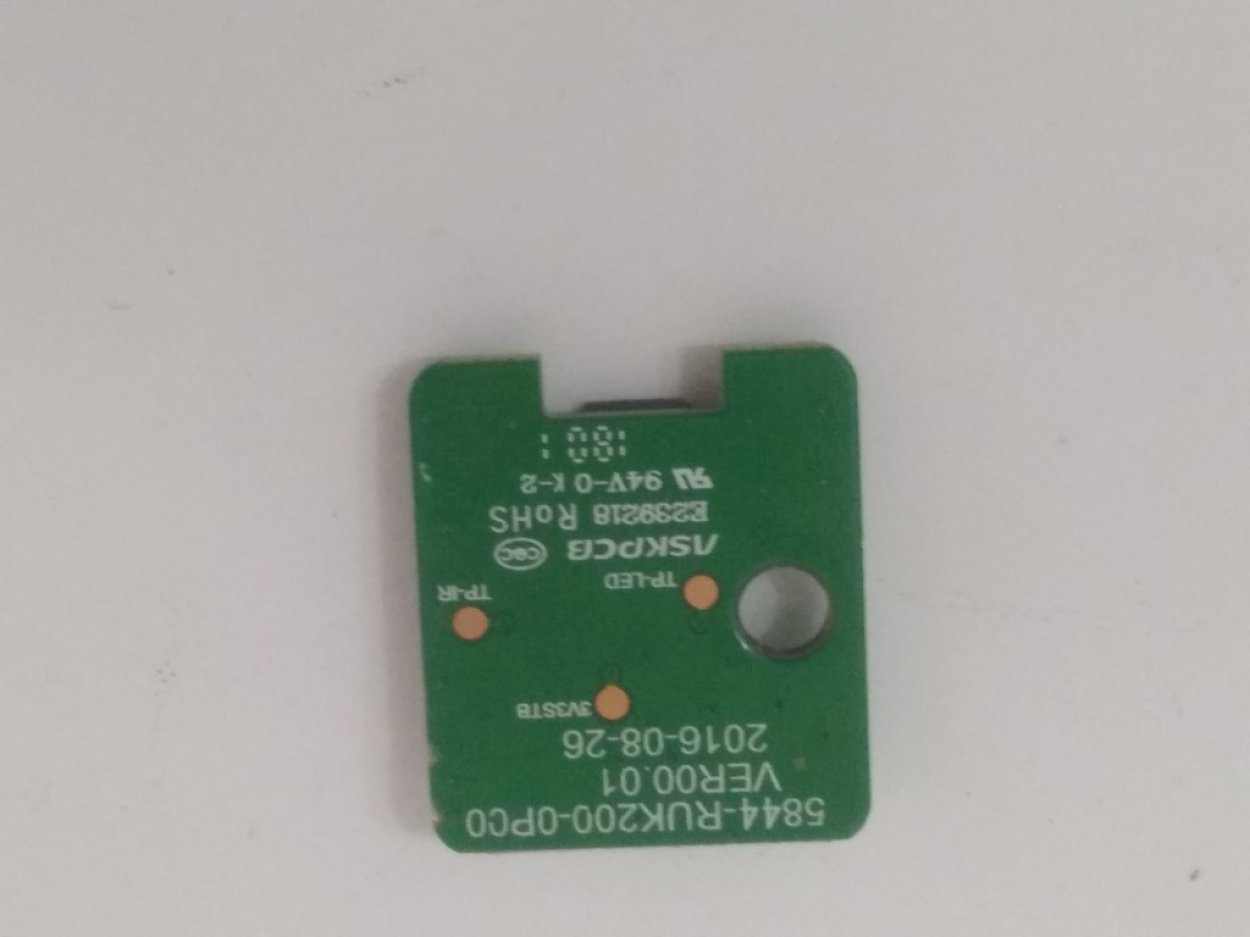 5844-RUK200-0PC0
VER00.01
2016-08-26
3V3STB
TP-IR
TP-LED
ASKPCB CQC
E239218 RoHS
94V-0 K-2